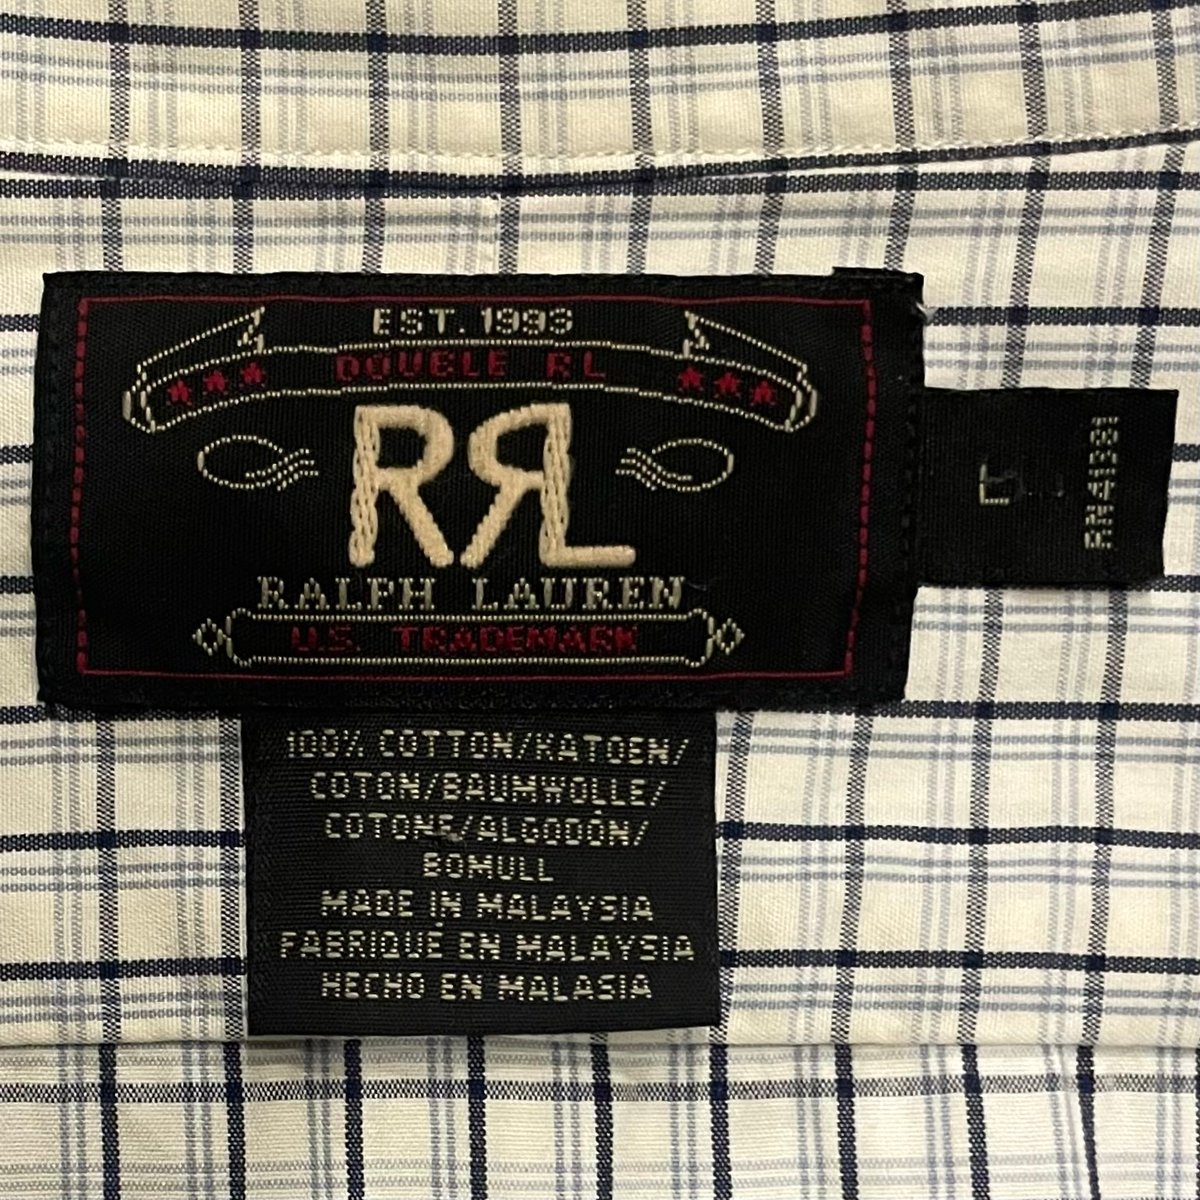 EST. 1993
DOUBLE RL
RRL
RALPH LAUREN
U.S. TRADEMARK
L
RN41381
100% COTTON/KATOEN/
COTON/BAUMWOLLE/
COTONE/ALGODÓN/
BOMULL
MADE IN MALAYSIA
FABRIQUÉ EN MALAYSIA
HECHO EN MALASIA